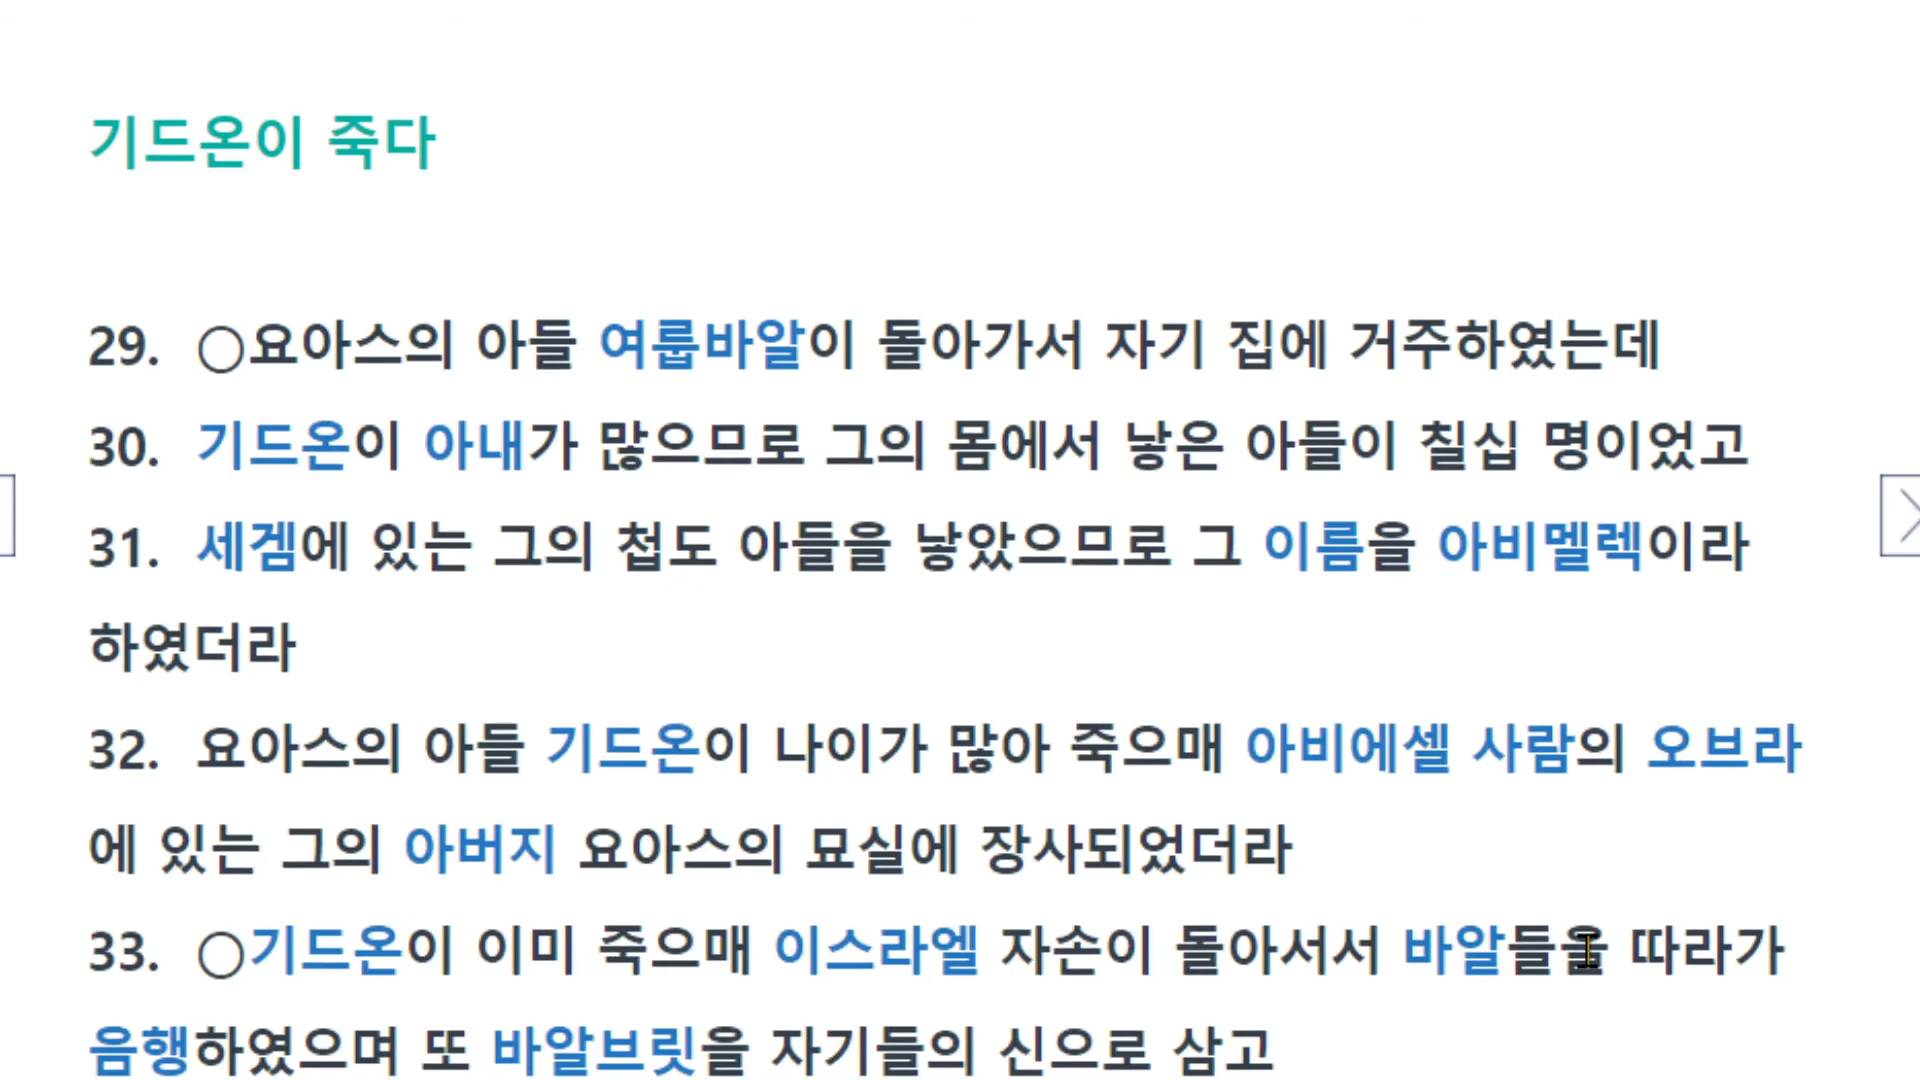 기드온이 죽다
29. ○요아스의 아들 여룹바알이 돌아가서 자기 집에 거주하였는데
30. 기드온이 아내가 많으므로 그의 몸에서 낳은 아들이 칠십 명이었고
31. 세겜에 있는 그의 첩도 아들을 낳았으므로 그 이름을 아비멜렉이라
하였더라
32. 요아스의 아들 기드온이 나이가 많아 죽으매 아비에셀 사람의 오브라
에 있는 그의 아버지 요아스의 묘실에 장사되었더라
33. ○기드온이 이미 죽으매 이스라엘 자손이 돌아서서 바알들을 따라가
음행하였으며 또 바알브릿을 자기들의 신으로 삼고